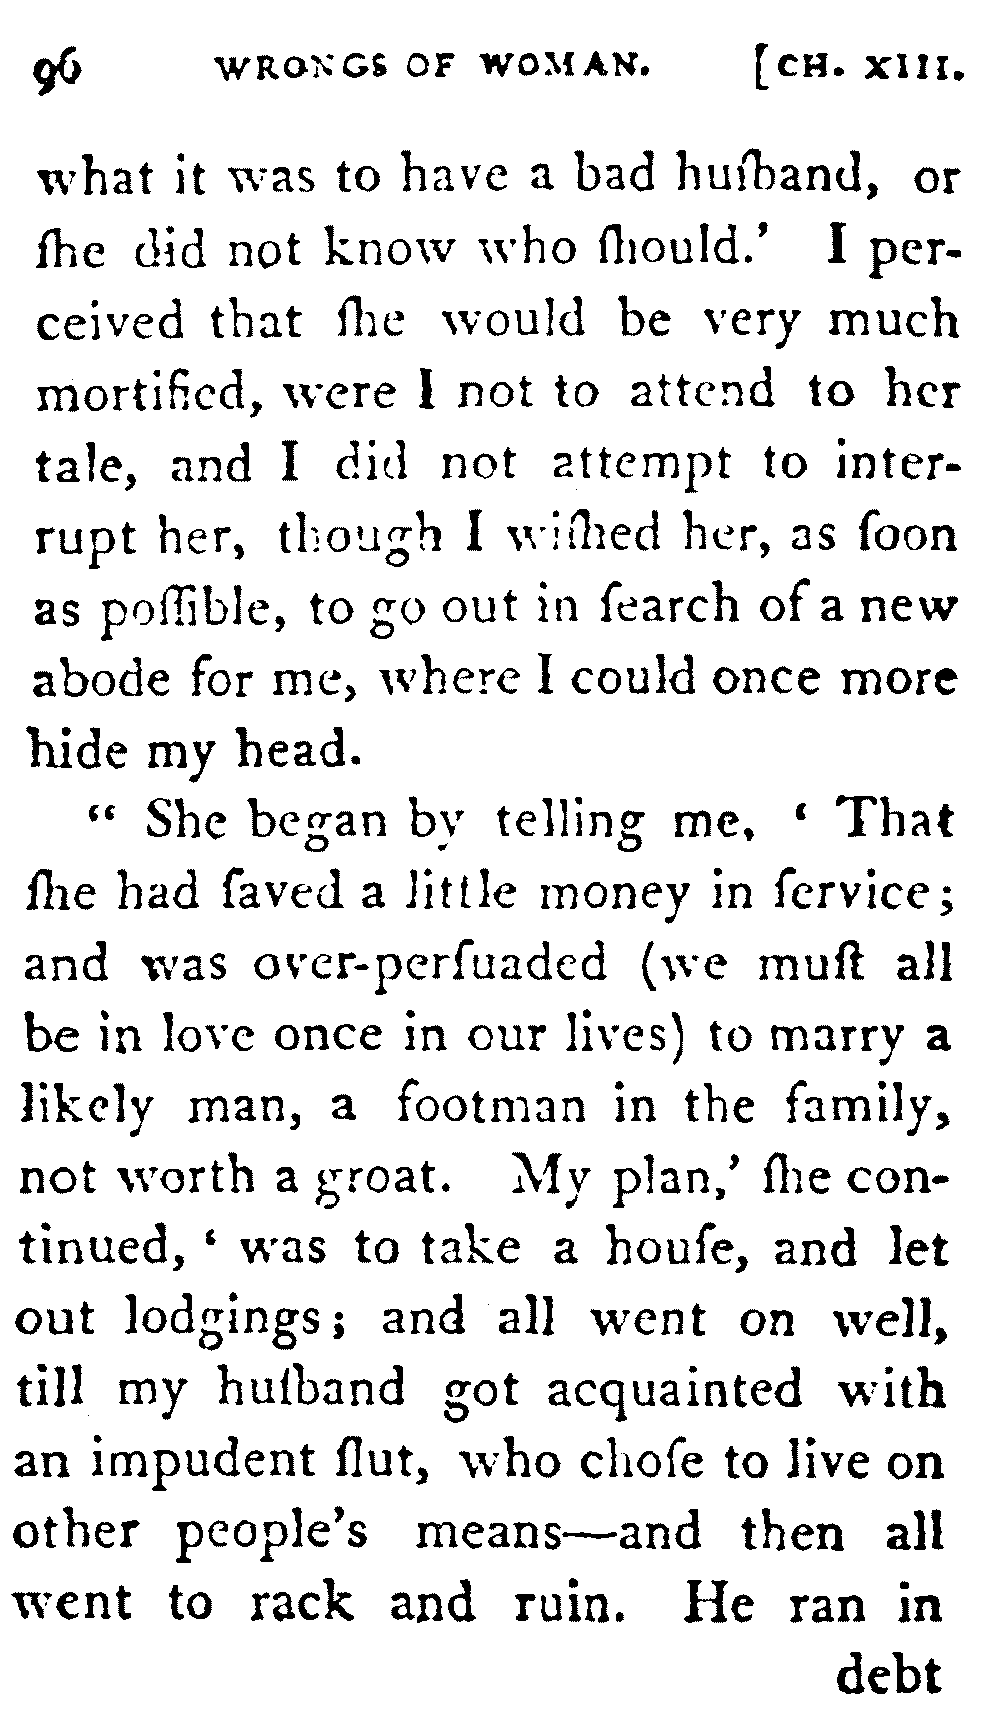 96 WRONGS OF WOMAN. [CH. XIII.
what it was to have a bad huſband, or
ſhe did not know who ſhould.’ I per-
ceived that ſhe would be very much
mortified, were I not to attend to her
tale, and I did not attempt to inter-
rupt her, though I wiſhed her, as ſoon
as poſſible, to go out in ſearch of a new
abode for me, where I could once more
hide my head.
“ She began by telling me, ‘ That
ſhe had ſaved a little money in ſervice;
and was over-perſuaded (we muſt all
be in love once in our lives) to marry a
likely man, a footman in the family,
not worth a groat. My plan,’ ſhe con-
tinued, ‘ was to take a houſe, and let
out lodgings; and all went on well,
till my huſband got acquainted with
an impudent ſlut, who choſe to live on
other people’s means—and then all
went to rack and ruin. He ran in
debt